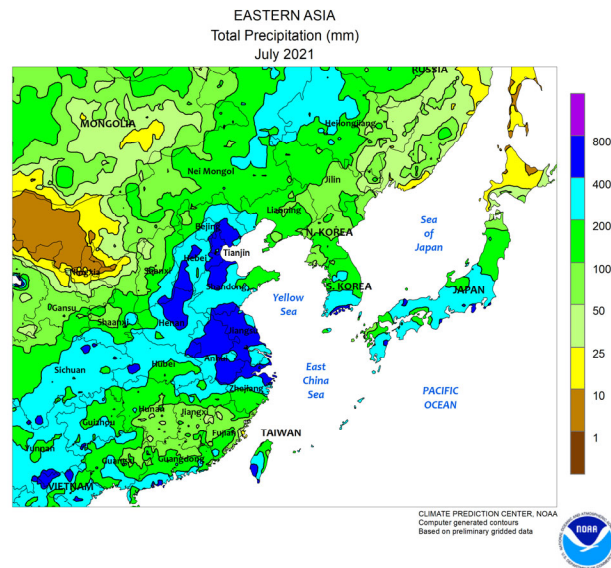 EASTERN ASIA
Total Precipitation (mm)
July 2021
RUSSIA
MONGOLIA
Heilongjiang
Nei Mongol
Jilin
Liaoning
Beijing
N. KOREA
Sea
of
Japan
Tianjin
Hebei
Ningxia
Shanxi
Shandong
S. KOREA
JAPAN
Yellow
Sea
Gansu
Shaanxi
Henan
Jiangsu
Anhui
Sichuan
Hubei
East
China
Sea
Zhejiang
PACIFIC
OCEAN
Hunan
Jiangxi
Guizhou
Fujian
TAIWAN
Yunnan
Guangxi
Guangdong
VIETNAM
800
400
200
100
50
25
10
1
CLIMATE PREDICTION CENTER, NOAA
Computer generated contours
Based on preliminary gridded data
NOAA